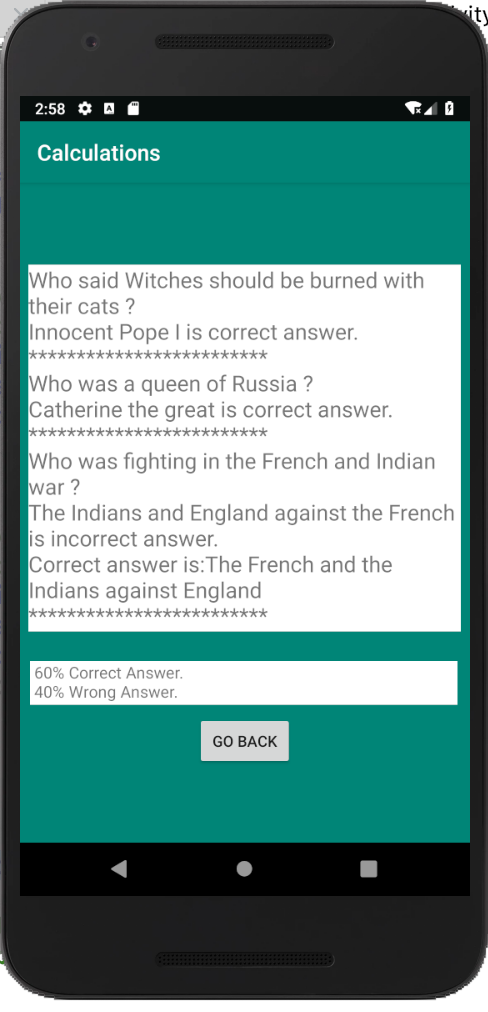 ity
2:58
Calculations
Who said Witches should be burned with
their cats ?
Innocent Pope I is correct answer.
*************************
Who was a queen of Russia ?
Catherine the great is correct answer.
*************************
Who was fighting in the French and Indian
war ?
The Indians and England against the French
is incorrect answer.
Correct answer is:The French and the
Indians against England
*************************
60% Correct Answer.
40% Wrong Answer.
GO BACK